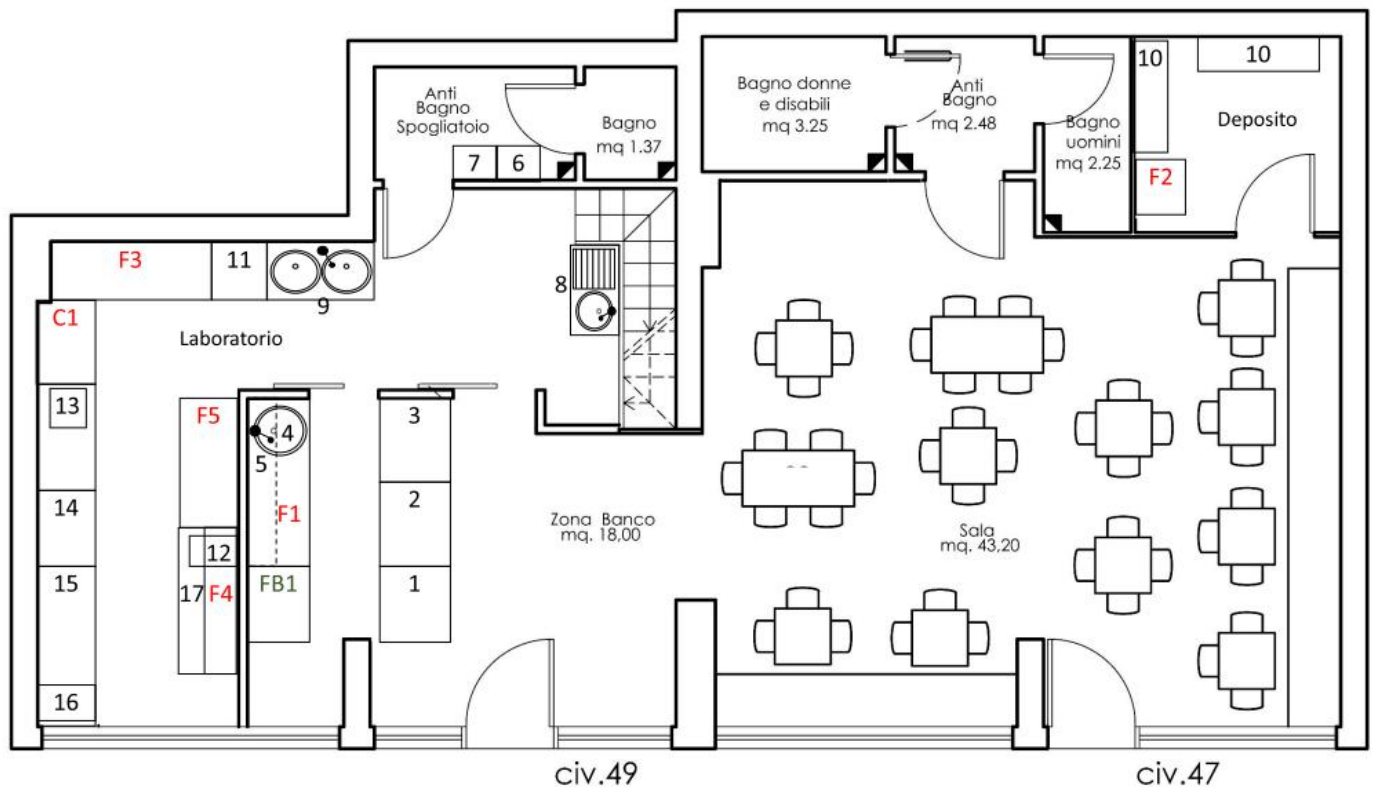 Anti
Bagno
Spogliatoio
7
6
Bagno
mq 1.37
Bagno donne
e disabili
mq 3.25
Anti
Bagno
mq 2.48
Bagno
uomini
mq 2.25
10
10
Deposito
F2
F3
11
9
8
C1
Laboratorio
13
F5
4
5
3
14
F1
2
12
15
17
F4
FB1
1
16
Zona Banco
mq. 18,00
Sala
mq. 43,20
civ.49
civ.47